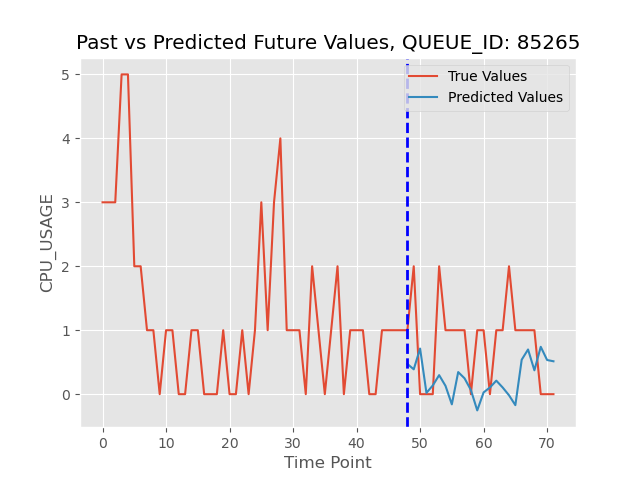 Past vs Predicted Future Values, QUEUE_ID: 85265
True Values
Predicted Values
CPU_USAGE
5
4
3
2
1
0
0 10 20 30 40 50 60 70
Time Point